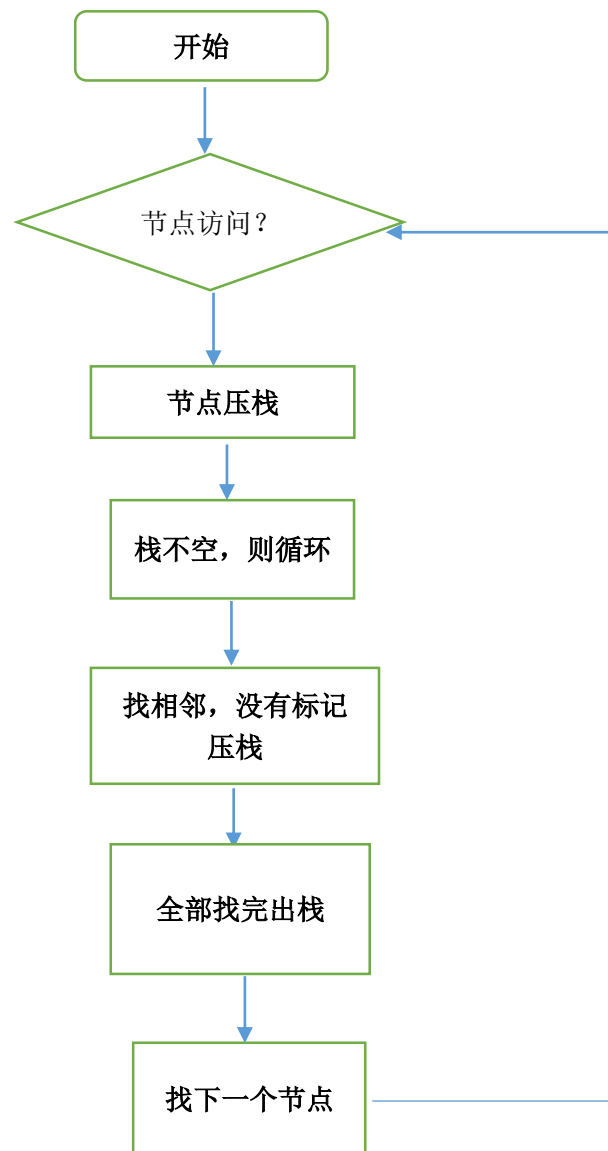 开始
节点访问？
节点压栈
栈不空，则循环
找相邻，没有标记
压栈
全部找完出栈
找下一个节点